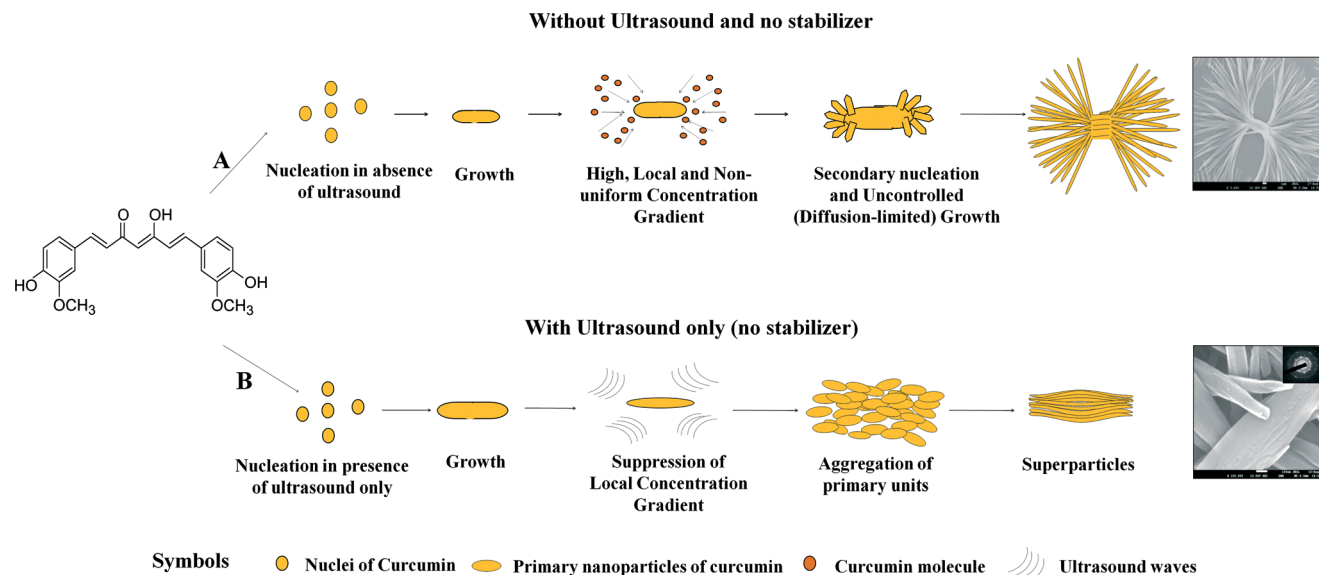 Without Ultrasound and no stabilizer
A
Nucleation in absence
of ultrasound
Growth
High, Local and Non-
uniform Concentration
Gradient
Secondary nucleation
and Uncontrolled
(Diffusion-limited) Growth
O
OH
HO
OCH3
OCH3
OH
With Ultrasound only (no stabilizer)
B
Nucleation in presence
of ultrasound only
Growth
Suppression of
Local Concentration
Gradient
Aggregation of
primary units
Superparticles
Symbols
Nuclei of Curcumin
Primary nanoparticles of curcumin
Curcumin molecule
Ultrasound waves